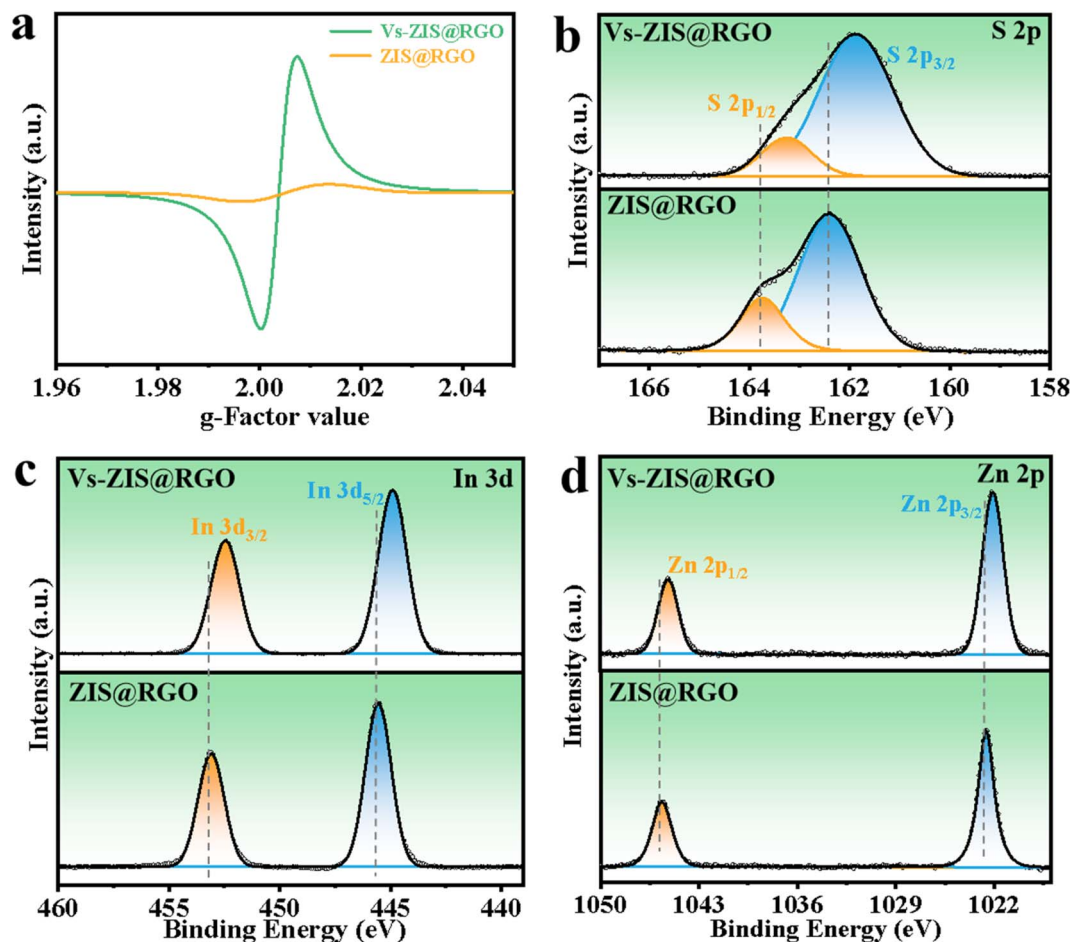 a
Vs-ZIS@RGO
ZIS@RGO
Intensity (a.u.)
1.96 1.98 2.00 2.02 2.04
g-Factor value
b
Vs-ZIS@RGO S 2p
S 2p3/2
S 2p1/2
ZIS@RGO
Intensity (a.u.)
166 164 162 160 158
Binding Energy (eV)
c
Vs-ZIS@RGO In 3d
In 3d5/2
In 3d3/2
ZIS@RGO
Intensity (a.u.)
460 455 450 445 440
Binding Energy (eV)
d
Vs-ZIS@RGO Zn 2p
Zn 2p3/2
Zn 2p1/2
ZIS@RGO
Intensity (a.u.)
1050 1043 1036 1029 1022
Binding Energy (eV)